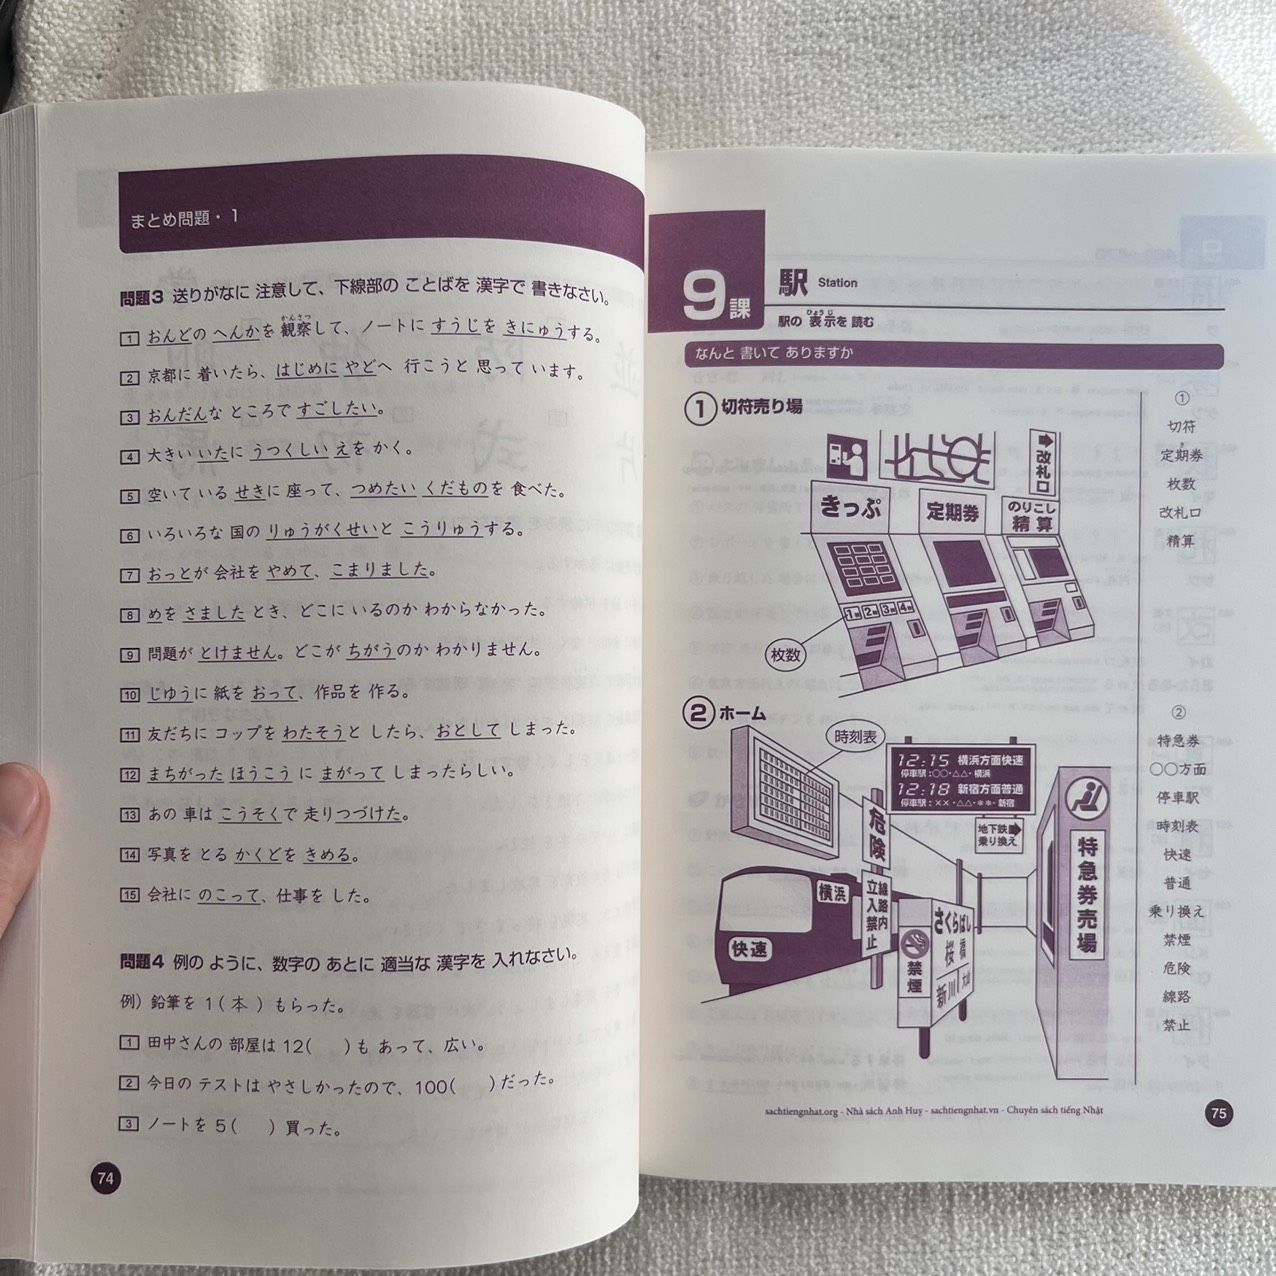 まとめ問題・1
問題3 送りがなに 注意して、下線部の ことばを 漢字で 書きなさい。
かんさつ
1 おんどの へんかを 観察して、ノートに すうじを きにゅうする。
2 京都に 着いたら、はじめに やどへ 行こうと 思って います。
3 おんだんな ところで すごしたい。
4 大きい いたに うつくしい えを かく。
5 空いて いる せきに 座って、つめたい くだものを 食べた。
6 いろいろな 国の りゅうがくせいと こうりゅうする。
7 おっとが 会社を やめて、こまりました。
8 めを さました とき、どこに いるのか わからなかった。
9 問題が とけません。どこが ちがうのか わかりません。
10 じゆうに 紙を おって、作品を 作る。
11 友だちに コップを わたそうと したら、おとして しまった。
12 まちがった ほうこう に まがって しまったらしい。
13 あの 車は こうそくで 走りつづけた。
14 写真を とる かくどを きめる。
15 会社に のこって、仕事を した。
問題4 例の ように、数字の あとに 適当な 漢字を 入れなさい。
例) 鉛筆を 1(本)もらった。
1 田中さんの 部屋は 12( )も あって、広い。
2 今日の テストは やさしかったので、100( )だった。
3 ノートを 5( )買った。
74
9課
駅 Station
ひょうじ
駅の 表示を 読む
なんと 書いて ありますか
① 切符売り場
改札口
きっぷ
定期券
のりこし
精算
1枚 2枚 3枚 4枚
枚数
①
切符
定期券
枚数
改札口
精算
② ホーム
時刻表
12:15 横浜方面快速
停車駅:○○・△△・横浜
12:18 新宿方面普通
停車駅:××・△△・**・新宿
地下鉄
乗り換え
危険
線路内
立入禁止
横浜
快速
禁煙
さくらばし
桜橋
新川
大山
特急券売場
②
特急券
○○方面
停車駅
時刻表
快速
普通
乗り換え
禁煙
危険
線路
禁止
sachtiengnhat.org - Nhà sách Anh Huy - sachtiengnhat.vn - Chuyên sách tiếng Nhật
75